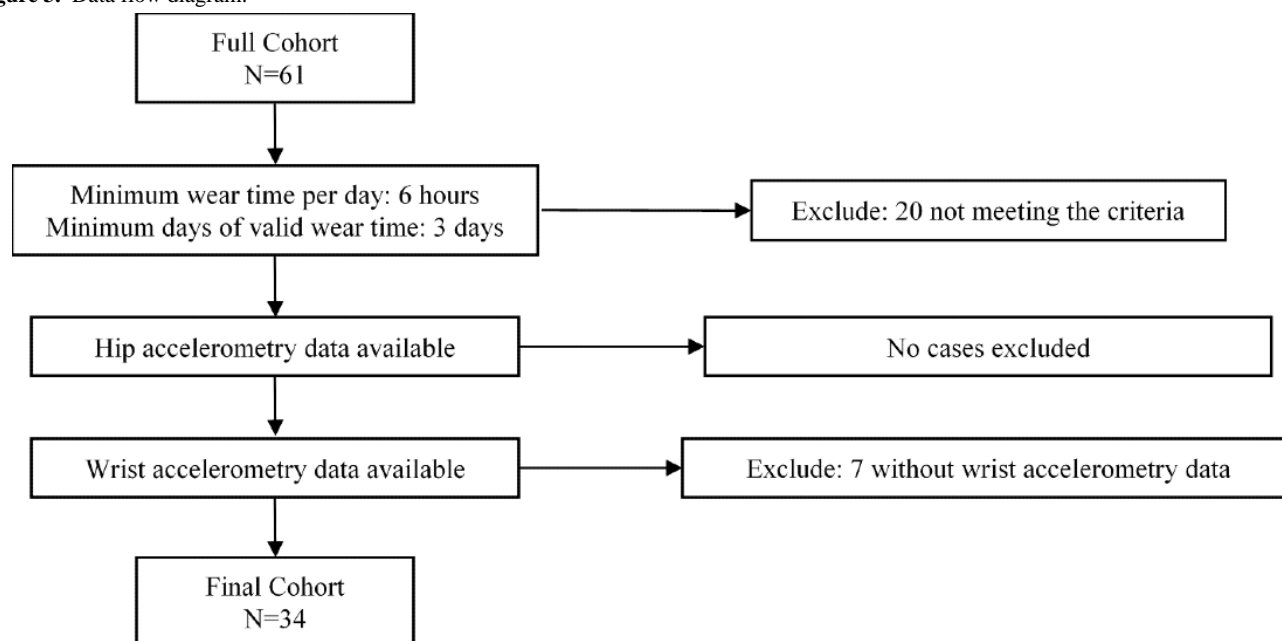 Data flow diagram.
Full Cohort
N=61
Minimum wear time per day: 6 hours
Minimum days of valid wear time: 3 days
Exclude: 20 not meeting the criteria
Hip accelerometry data available
No cases excluded
Wrist accelerometry data available
Exclude: 7 without wrist accelerometry data
Final Cohort
N=34